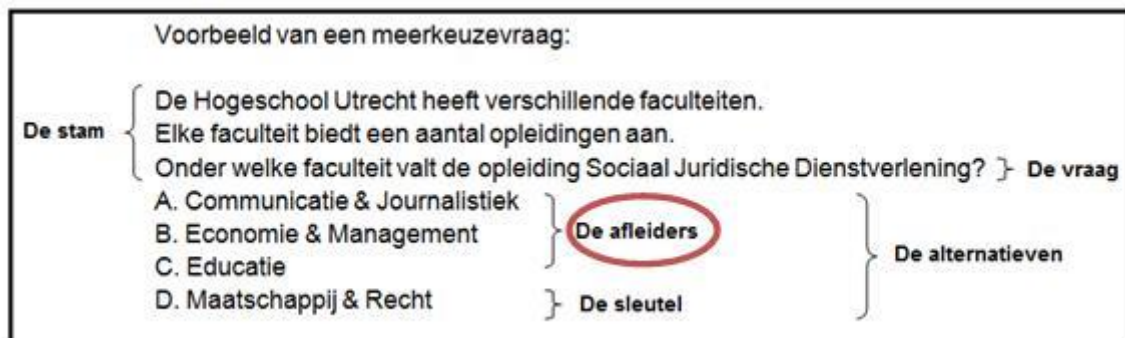 Voorbeeld van een meerkeuzevraag:
De Hogeschool Utrecht heeft verschillende faculteiten.
De stam
Elke faculteit biedt een aantal opleidingen aan.
Onder welke faculteit valt de opleiding Sociaal Juridische Dienstverlening? De vraag
A. Communicatie & Journalistiek
B. Economie & Management
De afleiders
C. Educatie
De alternatieven
D. Maatschappij & Recht
De sleutel